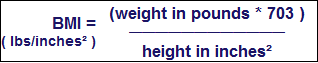 (weight in pounds * 703 )
BMI =
( lbs/inches² )
height in inches²